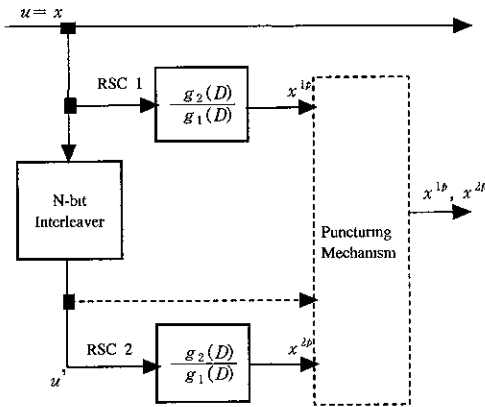 u = x
RSC 1
g₂(D)
g₁(D)
x¹ᵖ
N-bit
Interleaver
x¹ᵖ, x²ᵖ
Puncturing
Mechanism
RSC 2
g₂(D)
g₁(D)
x²ᵖ
u'